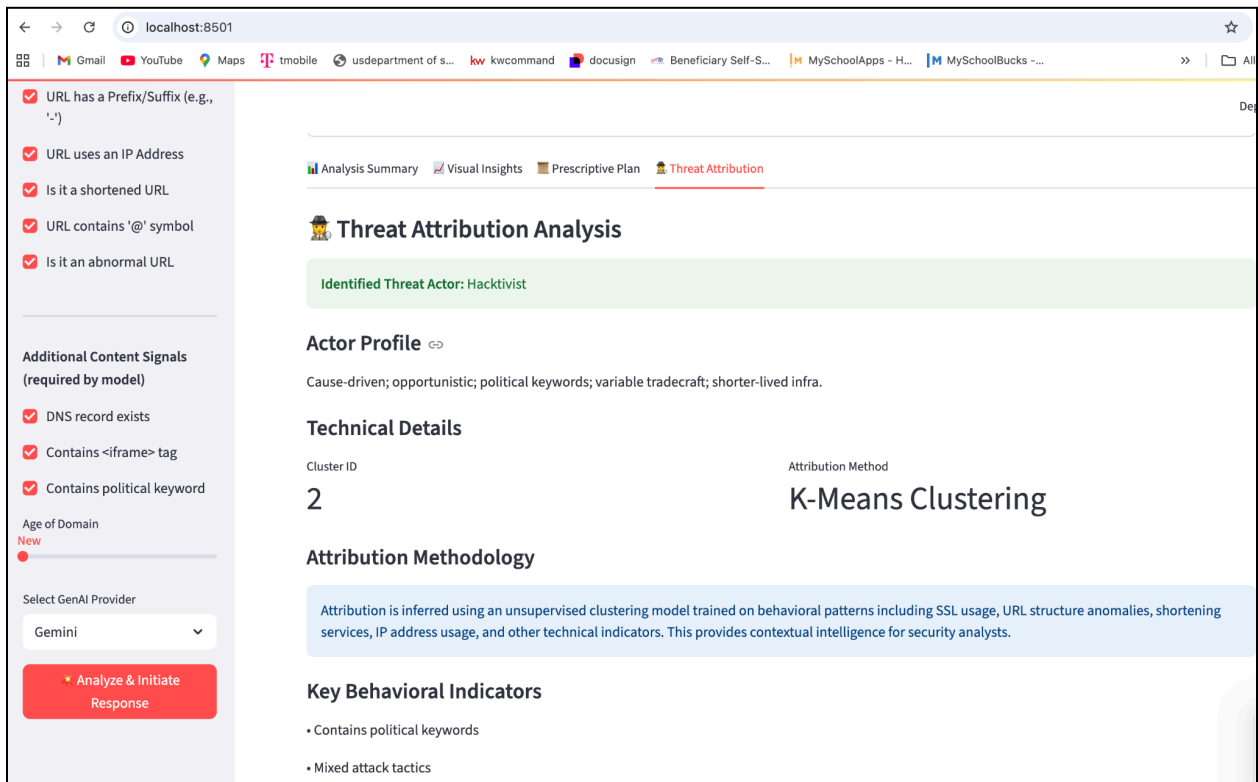 localhost:8501
Gmail YouTube Maps tmobile usdepartment of s... kwcommand docusign Beneficiary Self-S... MySchoolApps - H... MySchoolBucks -... » All
URL has a Prefix/Suffix (e.g.,
'-')
URL uses an IP Address
Is it a shortened URL
URL contains '@' symbol
Is it an abnormal URL
Additional Content Signals
(required by model)
DNS record exists
Contains <iframe> tag
Contains political keyword
Age of Domain
New
Select GenAI Provider
Gemini
Analyze & Initiate
Response
Dep
Analysis Summary Visual Insights Prescriptive Plan Threat Attribution
Threat Attribution Analysis
Identified Threat Actor: Hacktivist
Actor Profile
Cause-driven; opportunistic; political keywords; variable tradecraft; shorter-lived infra.
Technical Details
Cluster ID
2
Attribution Method
K-Means Clustering
Attribution Methodology
Attribution is inferred using an unsupervised clustering model trained on behavioral patterns including SSL usage, URL structure anomalies, shortening
services, IP address usage, and other technical indicators. This provides contextual intelligence for security analysts.
Key Behavioral Indicators
• Contains political keywords
• Mixed attack tactics